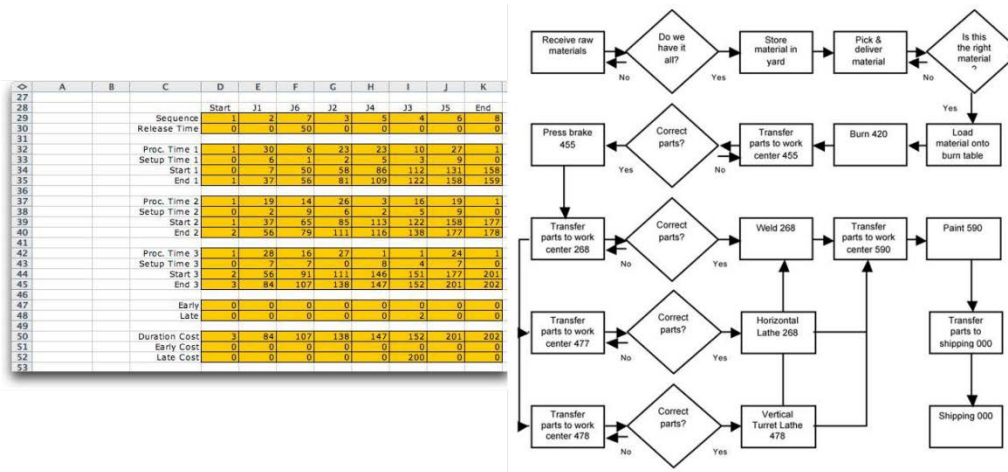 A B C D E F G H I J K
27
28 Start J1 J6 J2 J4 J3 J5 End
29 Sequence 1 2 7 3 5 4 6 8
30 Release Time 0 0 50 0 0 0 0 0
31
32 Proc. Time 1 1 30 6 23 23 10 27 1
33 Setup Time 1 0 6 1 2 5 3 9 0
34 Start 1 0 7 50 58 86 112 131 158
35 End 1 1 37 56 81 109 122 158 159
37 Proc. Time 2 1 19 14 26 3 16 19 1
38 Setup Time 2 0 2 9 6 2 5 9 0
39 Start 2 1 37 65 85 113 122 158 177
40 End 2 2 56 79 111 116 138 177 178
41
42 Proc. Time 3 1 28 16 27 1 1 24 1
43 Setup Time 3 0 7 7 0 8 4 7 0
44 Start 3 2 56 91 111 146 151 177 201
45 End 3 3 84 107 138 147 152 201 202
47 Early 0 0 0 0 0 0 0 0
48 Late 0 0 0 0 0 2 0 0
49
50 Duration Cost 3 84 107 138 147 152 201 202
51 Early Cost 0 0 0 0 0 0 0 0
52 Late Cost 0 0 0 0 0 200 0 0
53
Receive raw
materials
No
Do we
have it
all?
Yes
Store
material in
yard
Pick &
deliver
material
No
Is this
the right
material
?
Yes
Load
material onto
burn table
Burn 420
Transfer
parts to work
center 455
No
Correct
parts?
Yes
Press brake
455
Transfer
parts to work
center 268
No
Correct
parts?
Yes
Weld 268
Transfer
parts to work
center 590
Paint 590
Transfer
parts to work
center 477
No
Correct
parts?
Yes
Horizontal
Lathe 268
Transfer
parts to
shipping 000
Transfer
parts to work
center 478
No
Correct
parts?
Yes
Vertical
Turret Lathe
478
Shipping 000